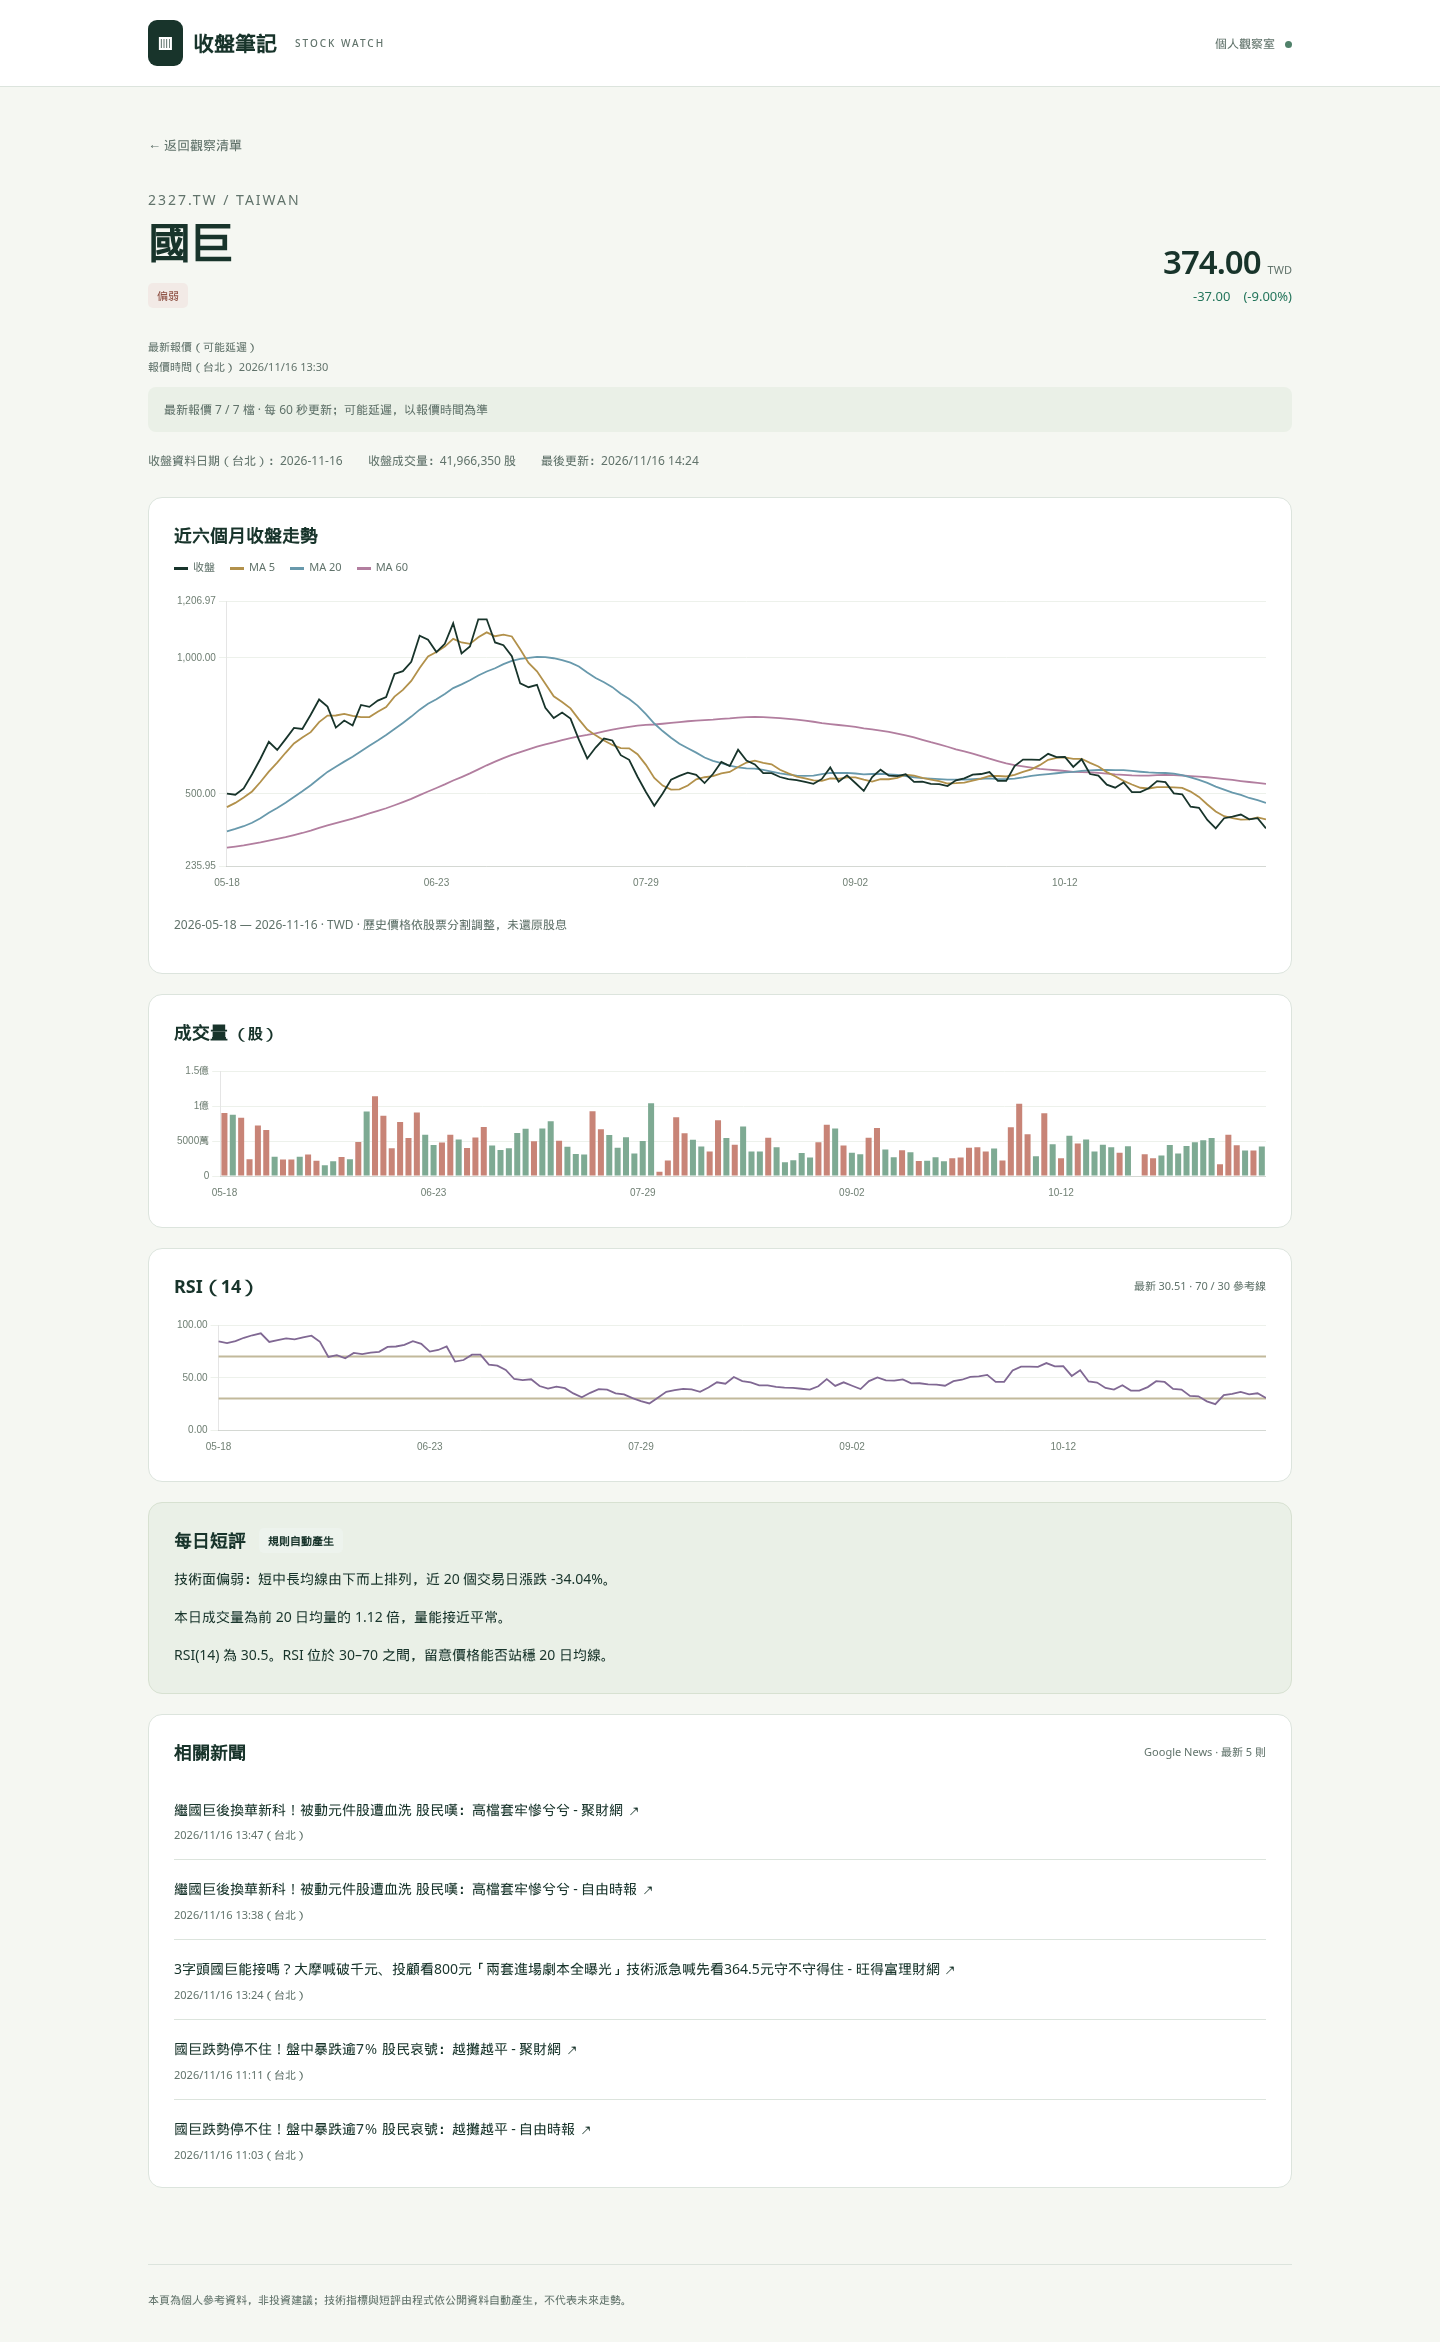 收盤筆記 STOCK WATCH
個人觀察室
← 返回觀察清單
2327.TW / TAIWAN
國巨
374.00 TWD
偏弱
-37.00 (-9.00%)
最新報價（可能延遲）
報價時間（台北） 2026/11/16 13:30
最新報價 7 / 7 檔 · 每 60 秒更新；可能延遲，以報價時間為準
收盤資料日期（台北）：2026-11-16 收盤成交量：41,966,350 股 最後更新：2026/11/16 14:24
近六個月收盤走勢
收盤 MA 5 MA 20 MA 60
1,206.97
1,000.00
500.00
235.95
05-18 06-23 07-29 09-02 10-12
2026-05-18 — 2026-11-16 · TWD · 歷史價格依股票分割調整，未還原股息
成交量（股）
1.5億
1億
5000萬
0
05-18 06-23 07-29 09-02 10-12
RSI（14）
最新 30.51 · 70 / 30 參考線
100.00
50.00
0.00
05-18 06-23 07-29 09-02 10-12
每日短評 規則自動產生
技術面偏弱：短中長均線由下而上排列，近 20 個交易日漲跌 -34.04%。
本日成交量為前 20 日均量的 1.12 倍，量能接近平常。
RSI(14) 為 30.5。RSI 位於 30–70 之間，留意價格能否站穩 20 日均線。
相關新聞
Google News · 最新 5 則
繼國巨後換華新科！被動元件股遭血洗 股民嘆：高檔套牢慘兮兮 - 聚財網 ↗
2026/11/16 13:47（台北）
繼國巨後換華新科！被動元件股遭血洗 股民嘆：高檔套牢慘兮兮 - 自由時報 ↗
2026/11/16 13:38（台北）
3字頭國巨能接嗎？大摩喊破千元、投顧看800元「兩套進場劇本全曝光」技術派急喊先看364.5元守不守得住 - 旺得富理財網 ↗
2026/11/16 13:24（台北）
國巨跌勢停不住！盤中暴跌逾7％ 股民哀號：越攤越平 - 聚財網 ↗
2026/11/16 11:11（台北）
國巨跌勢停不住！盤中暴跌逾7％ 股民哀號：越攤越平 - 自由時報 ↗
2026/11/16 11:03（台北）
本頁為個人參考資料，非投資建議；技術指標與短評由程式依公開資料自動產生，不代表未來走勢。